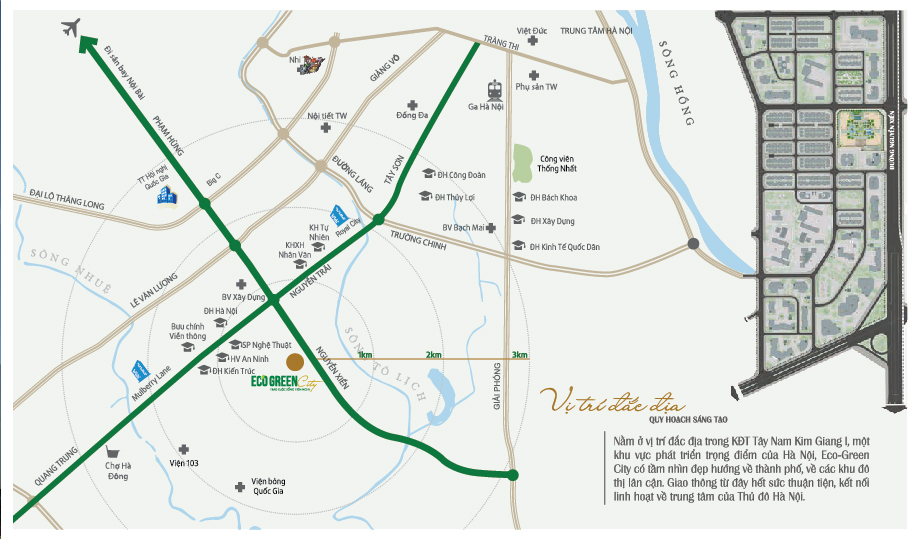 Đi sân bay Nội Bài
PHẠM HÙNG
TT Hội nghị
Quốc Gia
Big C
ĐẠI LỘ THĂNG LONG
SÔNG NHUỆ
LÊ VĂN LƯƠNG
Nhi
GIẢNG VÕ
Nội tiết TW
Đống Đa
ĐƯỜNG LÁNG
TÂY SƠN
TRÀNG THI
Việt Đức
TRUNG TÂM HÀ NỘI
Phụ sản TW
Ga Hà Nội
SÔNG HỒNG
Công viên
Thống Nhất
ĐH Công Đoàn
ĐH Thủy Lợi
ĐH Bách Khoa
ĐH Xây Dựng
ĐH Kinh Tế Quốc Dân
BV Bạch Mai
TRƯỜNG CHINH
Royal City
KH Tự
Nhiên
KHXH
Nhân Văn
NGUYỄN TRÃI
BV Xây Dựng
ĐH Hà Nội
Bưu chính
Viễn thông
SP Nghệ Thuật
HV An Ninh
ĐH Kiến Trúc
Mulberry Lane
ECOGREEN City
NGUYỄN XIỂN
1km
2km
3km
SÔNG TÔ LỊCH
GIẢI PHÓNG
QUANG TRUNG
Chợ Hà
Đông
Viện 103
Viện bỏng
Quốc Gia
ĐƯỜNG NGUYỄN XIỂN
Vị trí đắc địa
QUY HOẠCH SÁNG TẠO
Nằm ở vị trí đắc địa trong KĐT Tây Nam Kim Giang I, một
khu vực phát triển trọng điểm của Hà Nội, Eco-Green
City có tầm nhìn đẹp hướng về thành phố, về các khu đô
thị lân cận. Giao thông từ đây hết sức thuận tiện, kết nối
linh hoạt về trung tâm của Thủ đô Hà Nội.